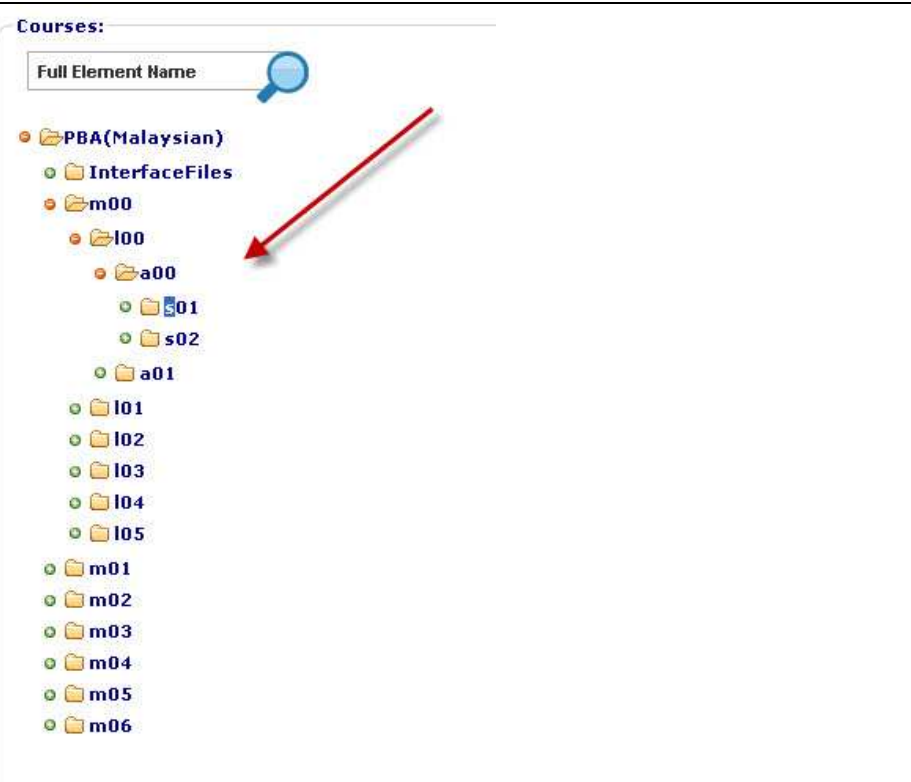 Courses:
Full Element Name
PBA(Malaysian)
InterfaceFiles
m00
l00
a00
s01
s02
a01
l01
l02
l03
l04
l05
m01
m02
m03
m04
m05
m06